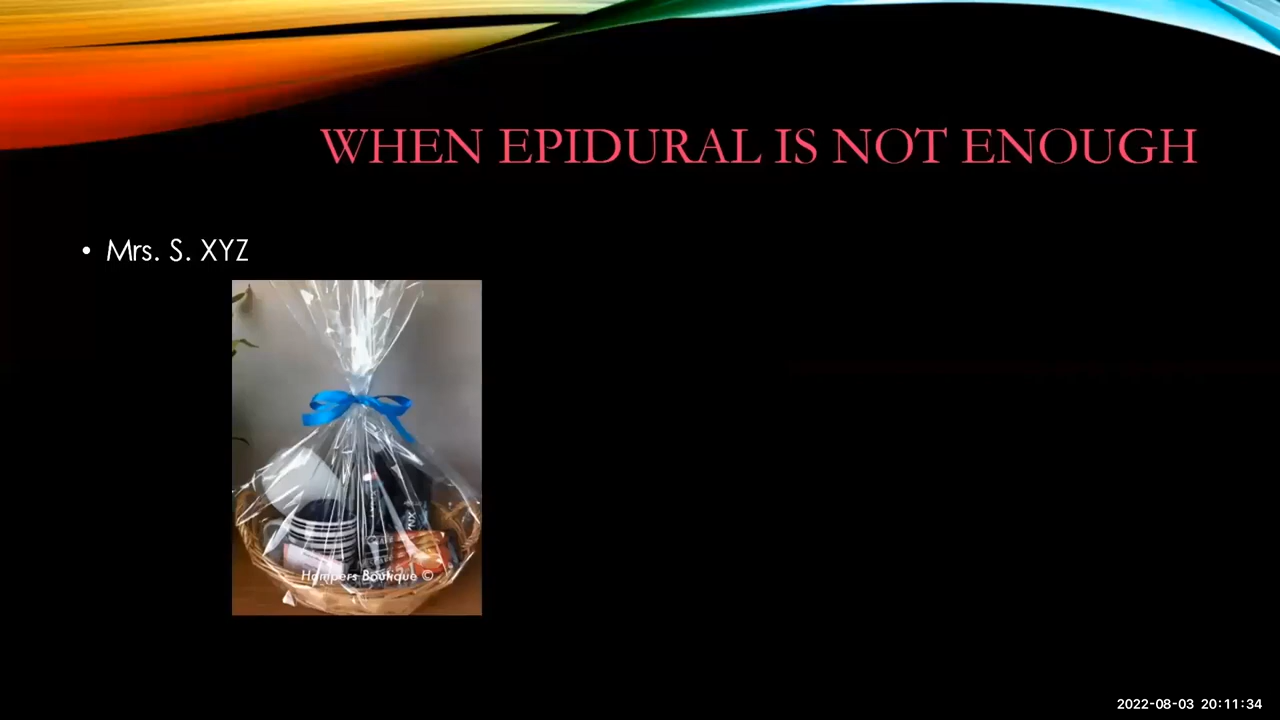 WHEN EPIDURAL IS NOT ENOUGH
• Mrs. S. XYZ
Hampers Boutique ©
2022-08-03 20:11:34